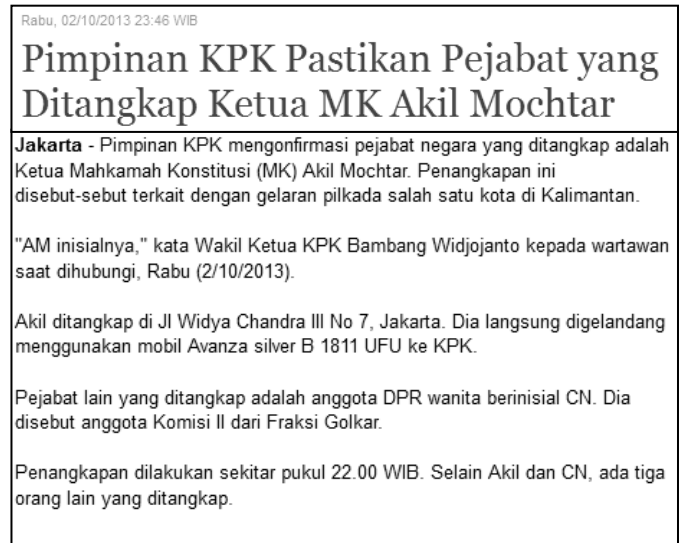 Rabu, 02/10/2013 23:46 WIB
Pimpinan KPK Pastikan Pejabat yang
Ditangkap Ketua MK Akil Mochtar
Jakarta - Pimpinan KPK mengonfirmasi pejabat negara yang ditangkap adalah
Ketua Mahkamah Konstitusi (MK) Akil Mochtar. Penangkapan ini
disebut-sebut terkait dengan gelaran pilkada salah satu kota di Kalimantan.
"AM inisialnya," kata Wakil Ketua KPK Bambang Widjojanto kepada wartawan
saat dihubungi, Rabu (2/10/2013).
Akil ditangkap di Jl Widya Chandra III No 7, Jakarta. Dia langsung digelandang
menggunakan mobil Avanza silver B 1811 UFU ke KPK.
Pejabat lain yang ditangkap adalah anggota DPR wanita berinisial CN. Dia
disebut anggota Komisi II dari Fraksi Golkar.
Penangkapan dilakukan sekitar pukul 22.00 WIB. Selain Akil dan CN, ada tiga
orang lain yang ditangkap.